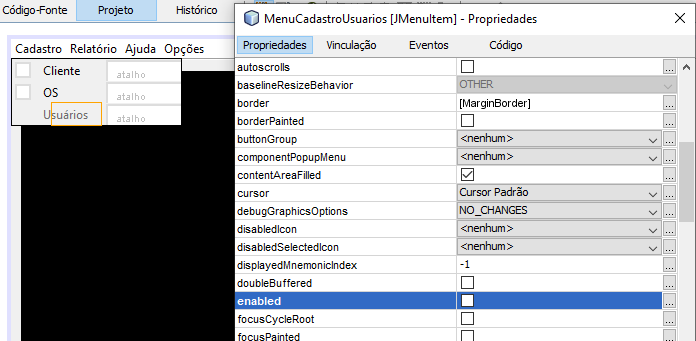 Código-Fonte Projeto Histórico
Cadastro Relatório Ajuda Opções
Cliente atalho
OS atalho
Usuários atalho
MenuCadastroUsuarios [JMenuItem] - Propriedades
Propriedades Vinculação Eventos Código
autoscrolls ...
baselineResizeBehavior OTHER
border [MarginBorder] ...
borderPainted ...
buttonGroup <nenhum> ...
componentPopupMenu <nenhum> ...
contentAreaFilled ...
cursor Cursor Padrão ...
debugGraphicsOptions NO_CHANGES ...
disabledIcon <nenhum> ...
disabledSelectedIcon <nenhum> ...
displayedMnemonicIndex -1 ...
doubleBuffered ...
enabled ...
focusCycleRoot ...
focusPainted ...